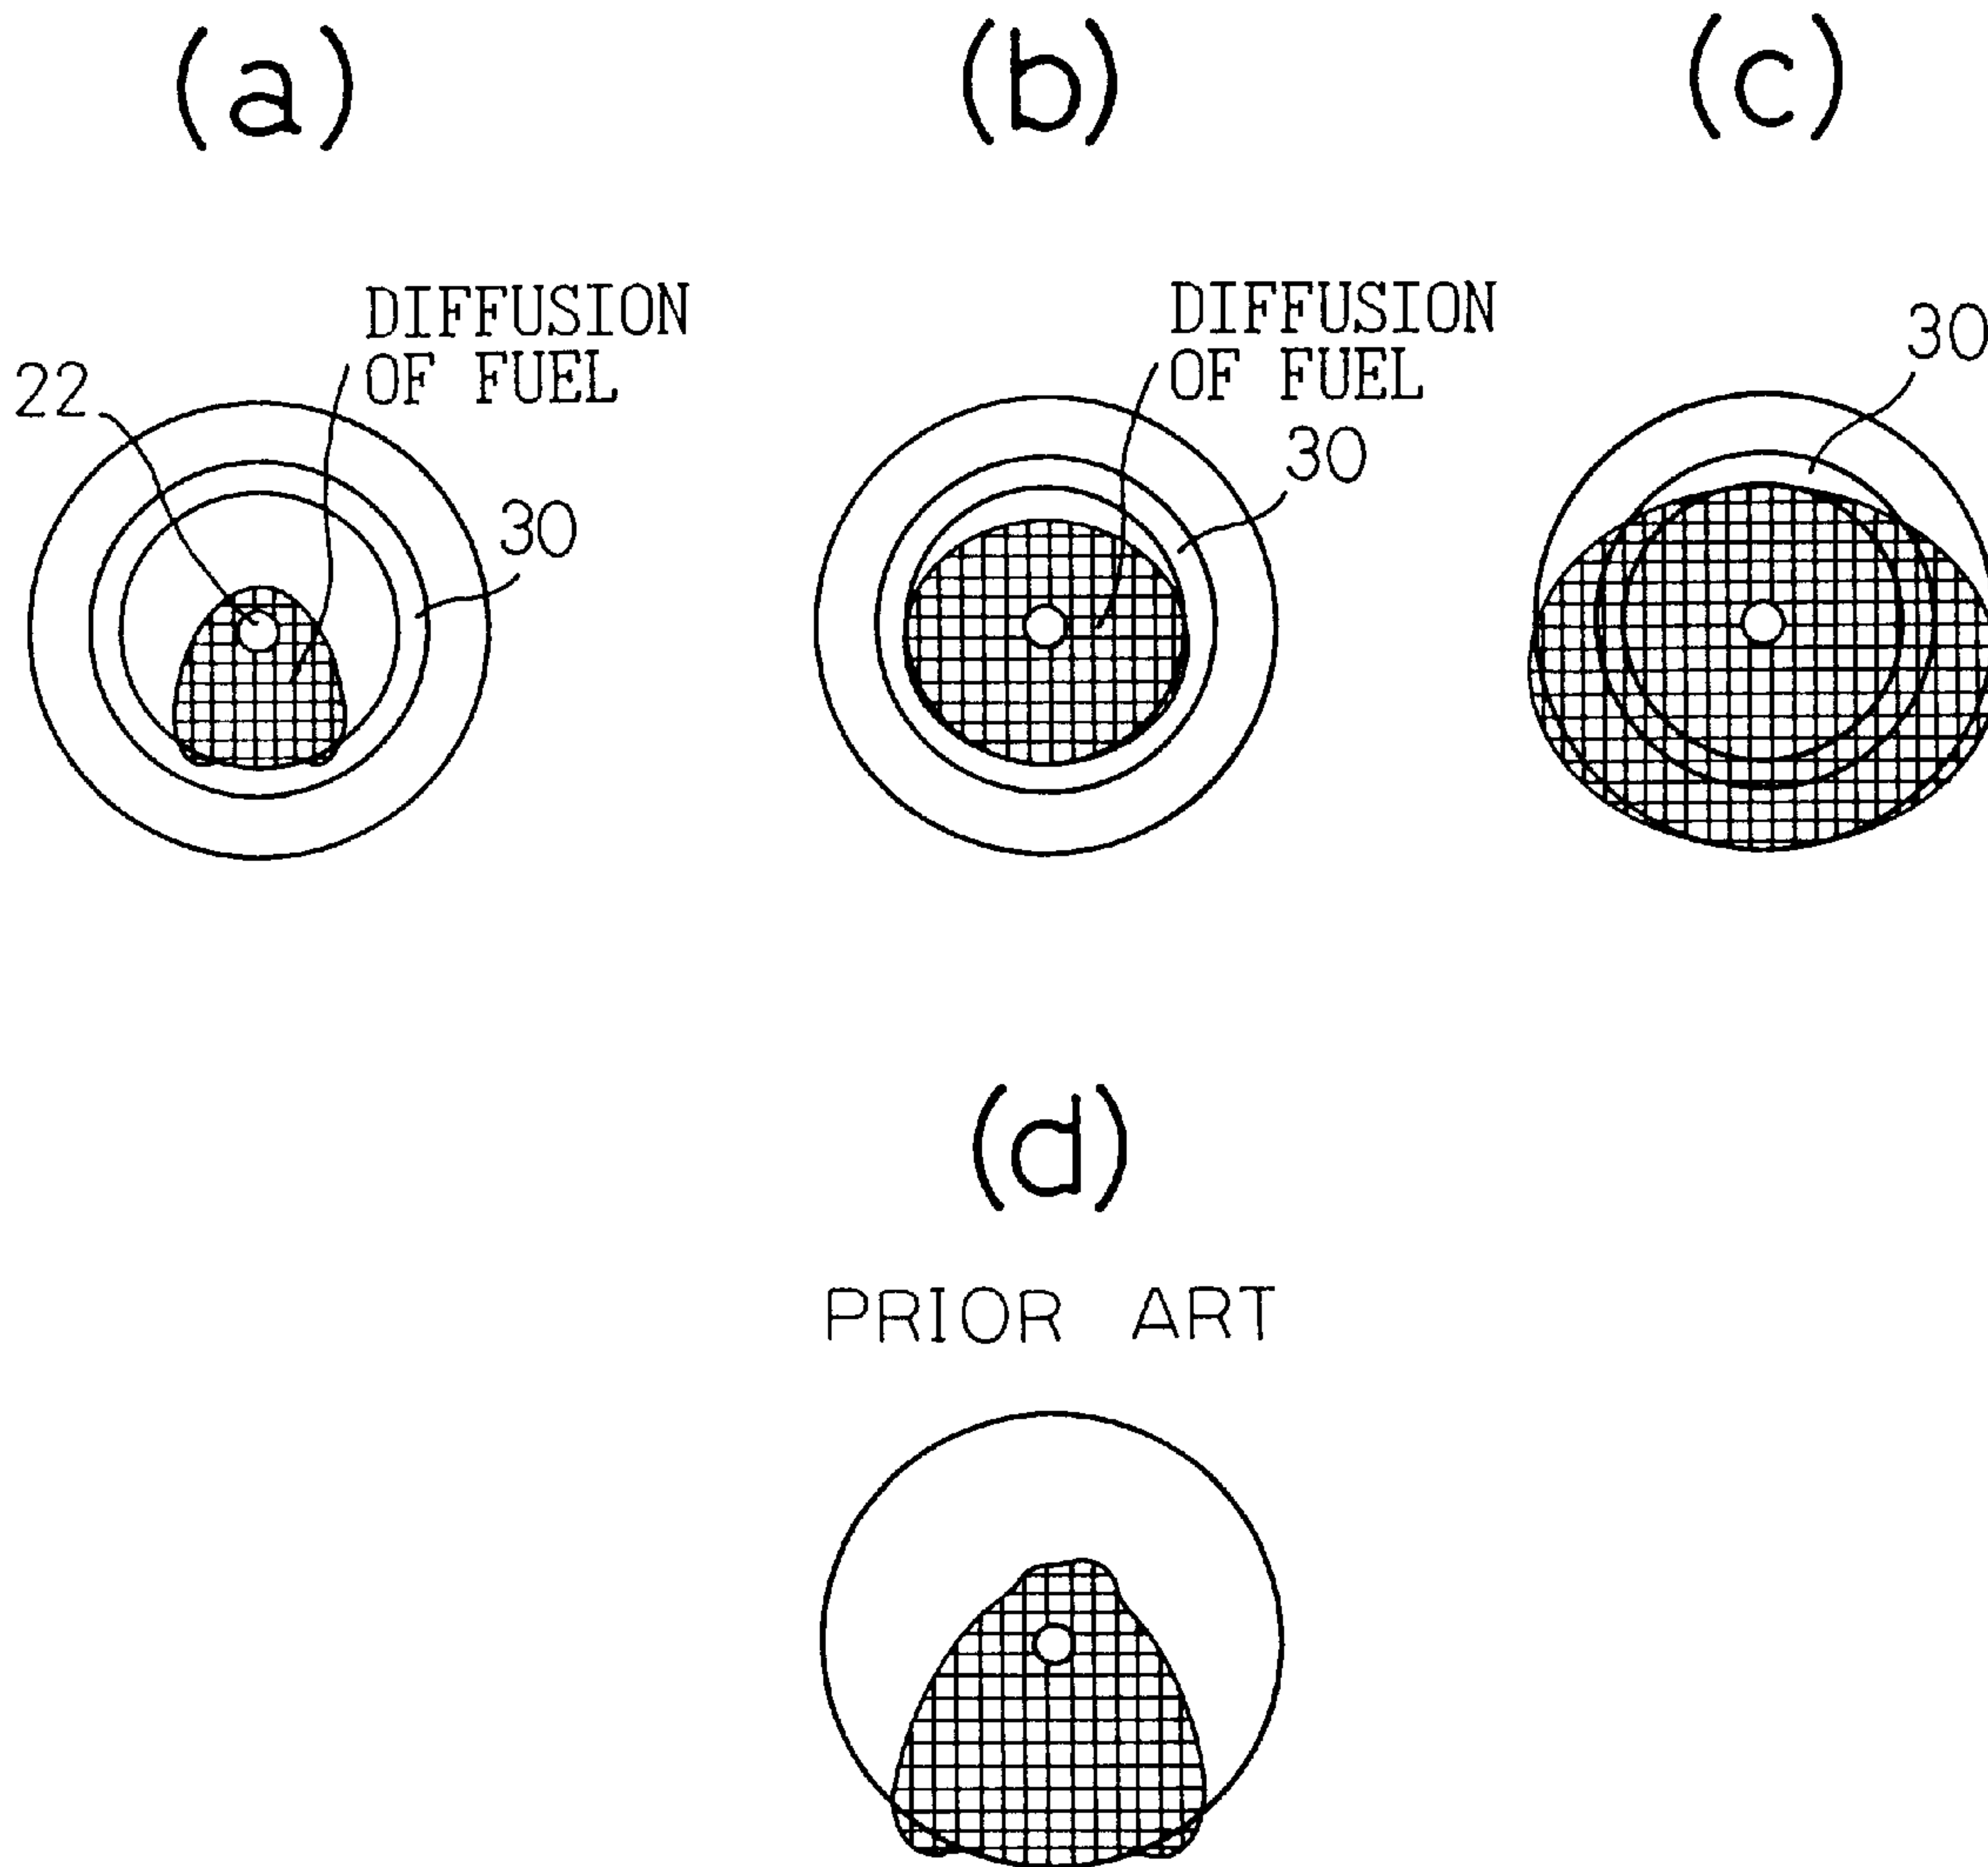 (a)
(b)
(c)
DIFFUSION
OF FUEL
22
30
DIFFUSION
OF FUEL
30
30
(d)
PRIOR ART